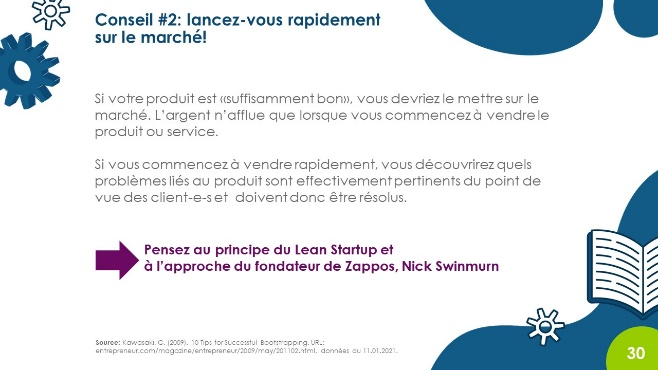 Conseil #2: lancez-vous rapidement
sur le marché!
Si votre produit est «suffisamment bon», vous devriez le mettre sur le
marché. L'argent n'afflue que lorsque vous commencez à vendre le
produit ou service.
Si vous commencez à vendre rapidement, vous découvrirez quels
problèmes liés au produit sont effectivement pertinents du point de
vue des client-e-s et doivent donc être résolus.
Pensez au principe du Lean Startup et
à l'approche du fondateur de Zappos, Nick Swinmurn
Source: Kawasaki, G. (2009). 10 Tips for Successful Bootstrapping. URL:
entrepreneur.com/magazine/entrepreneur/2009/may/201102.html, données du 11.01.2021.
30